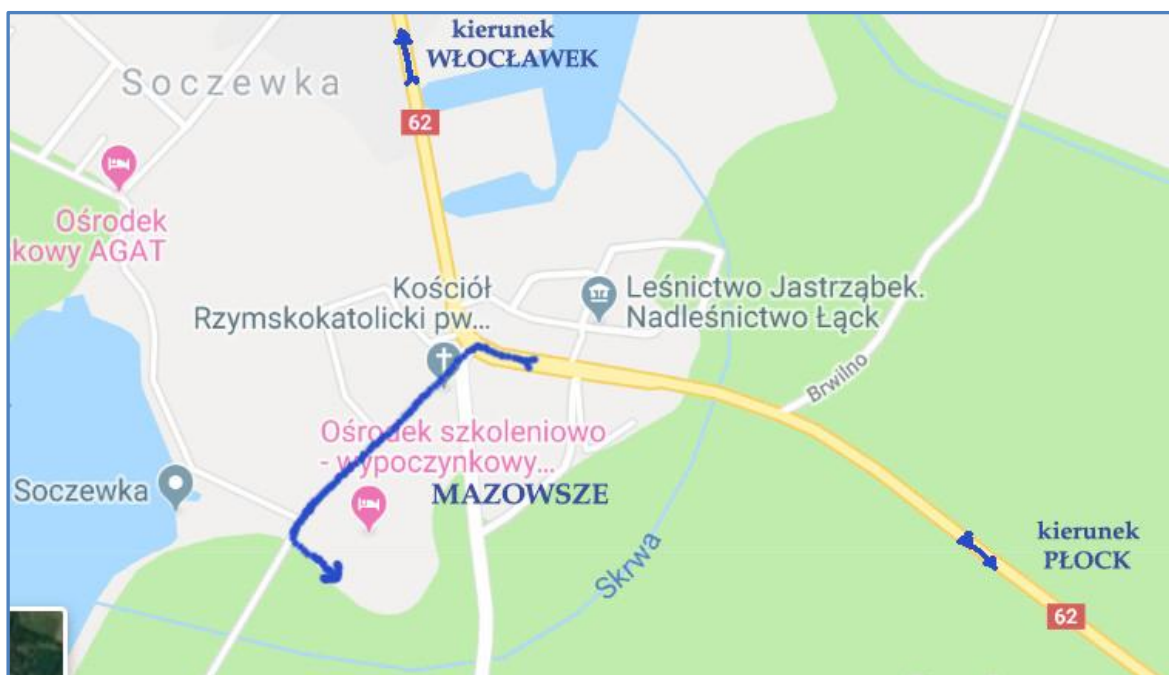 kierunek
WŁOCŁAWEK
Soczewka
62
Ośrodek
kowy AGAT
Kościół
Rzymskokatolicki pw...
Leśnictwo Jastrząbek.
Nadleśnictwo Łąck
Brwilno
Ośrodek szkoleniowo
- wypoczynkowy...
MAZOWSZE
Soczewka
Skrwa
kierunek
PŁOCK
62